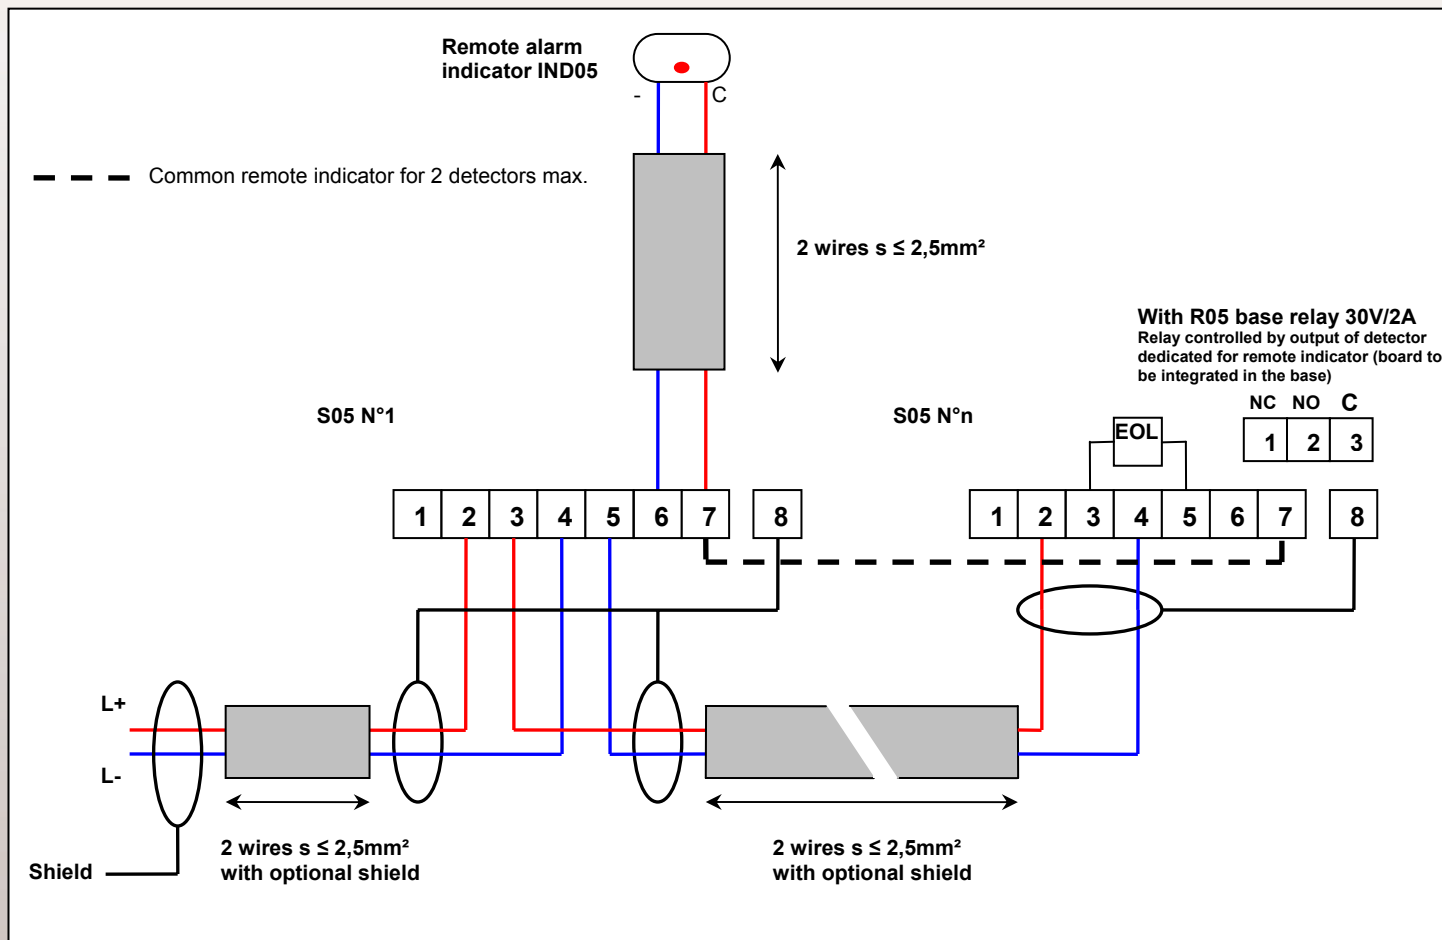 Remote alarm
indicator IND05
- C
Common remote indicator for 2 detectors max.
2 wires s ≤ 2,5mm²
With R05 base relay 30V/2A
Relay controlled by output of detector
dedicated for remote indicator (board to
be integrated in the base)
NC NO C
1 2 3
S05 N°1
S05 N°n
EOL
1 2 3 4 5 6 7 8
1 2 3 4 5 6 7 8
L+
L-
2 wires s ≤ 2,5mm²
with optional shield
2 wires s ≤ 2,5mm²
with optional shield
Shield